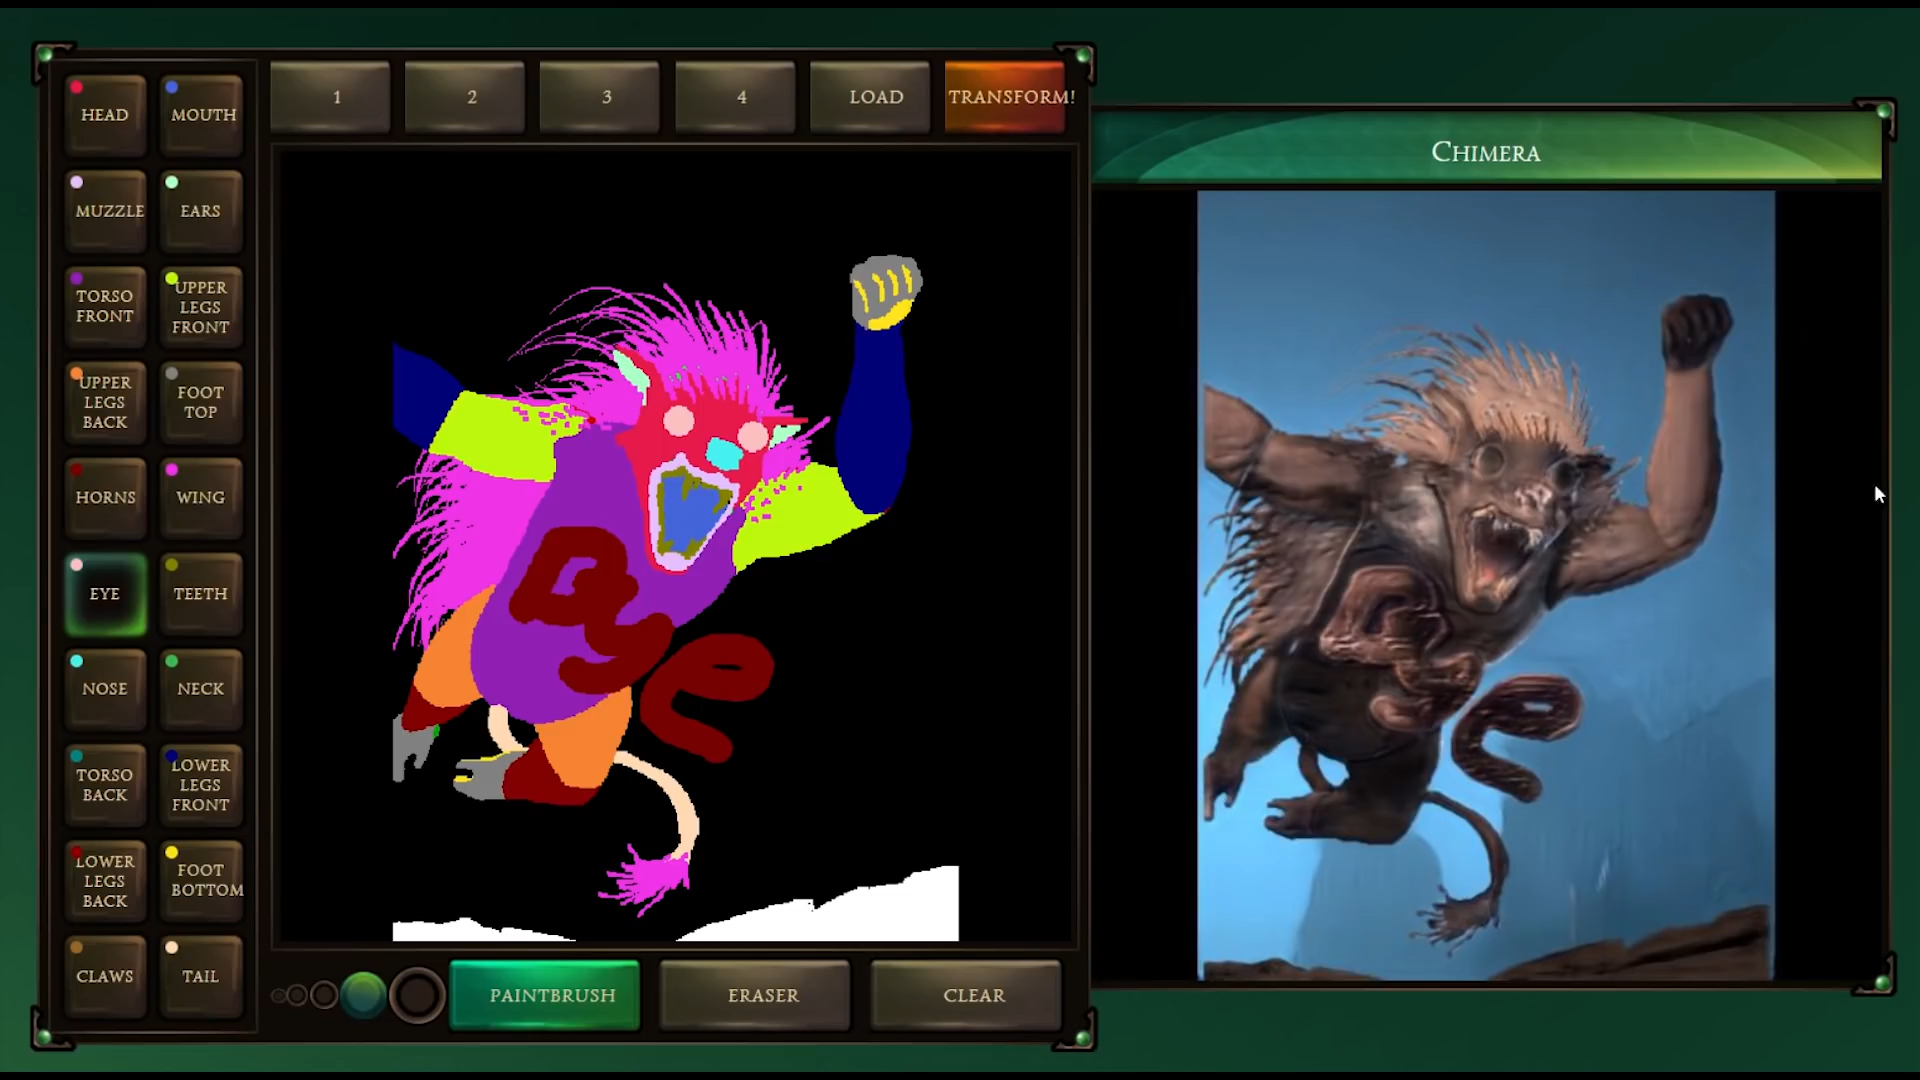 1 2 3 4 LOAD TRANSFORM!
HEAD MOUTH
MUZZLE EARS
TORSO FRONT
UPPER LEGS FRONT
UPPER LEGS BACK
FOOT TOP
HORNS WING
EYE TEETH
NOSE NECK
TORSO BACK
LOWER LEGS FRONT
LOWER LEGS BACK
FOOT BOTTOM
CLAWS TAIL
Bye
PAINTBRUSH ERASER CLEAR
Chimera
Bye